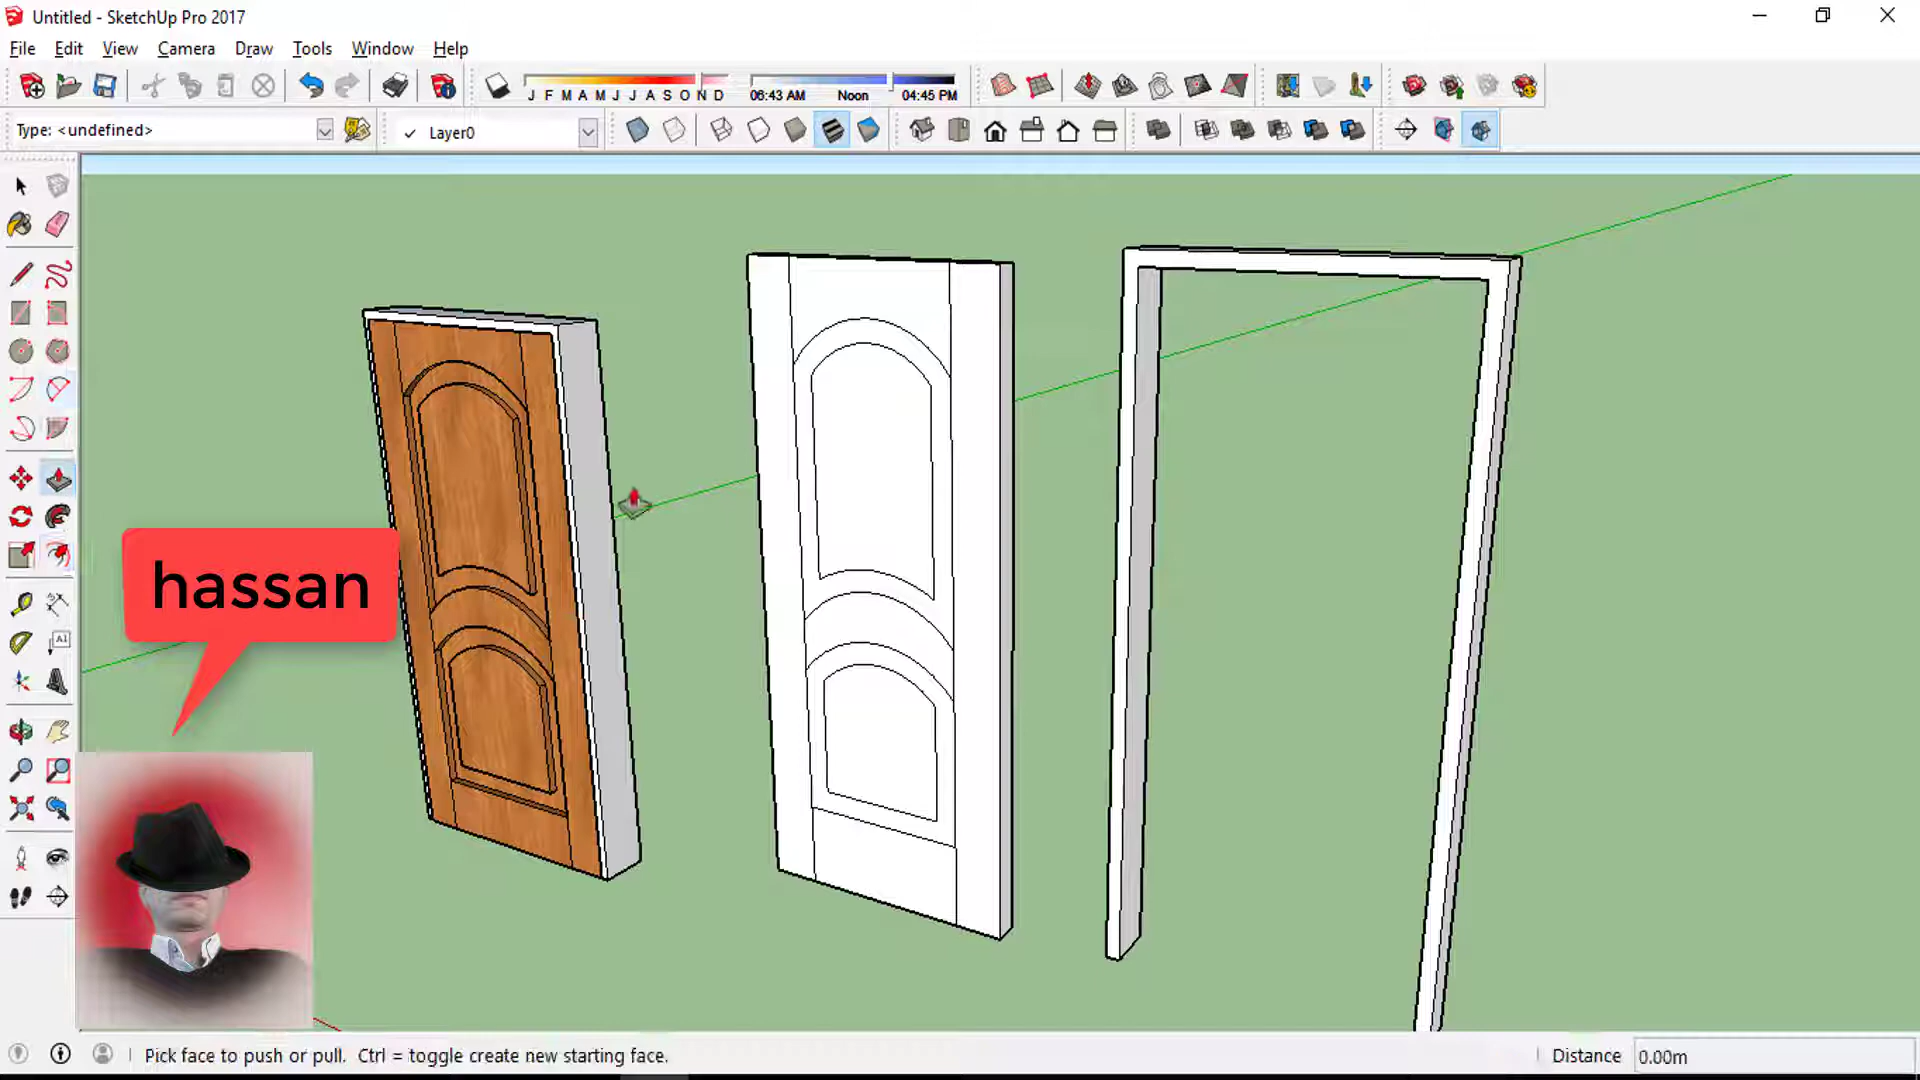 Untitled - SketchUp Pro 2017
File Edit View Camera Draw Tools Window Help
J F M A M J J A S O N D 06:43 AM Noon 04:45 PM
Type: <undefined> Layer0
A1
hassan
Pick face to push or pull. Ctrl = toggle create new starting face. Distance 0.00m